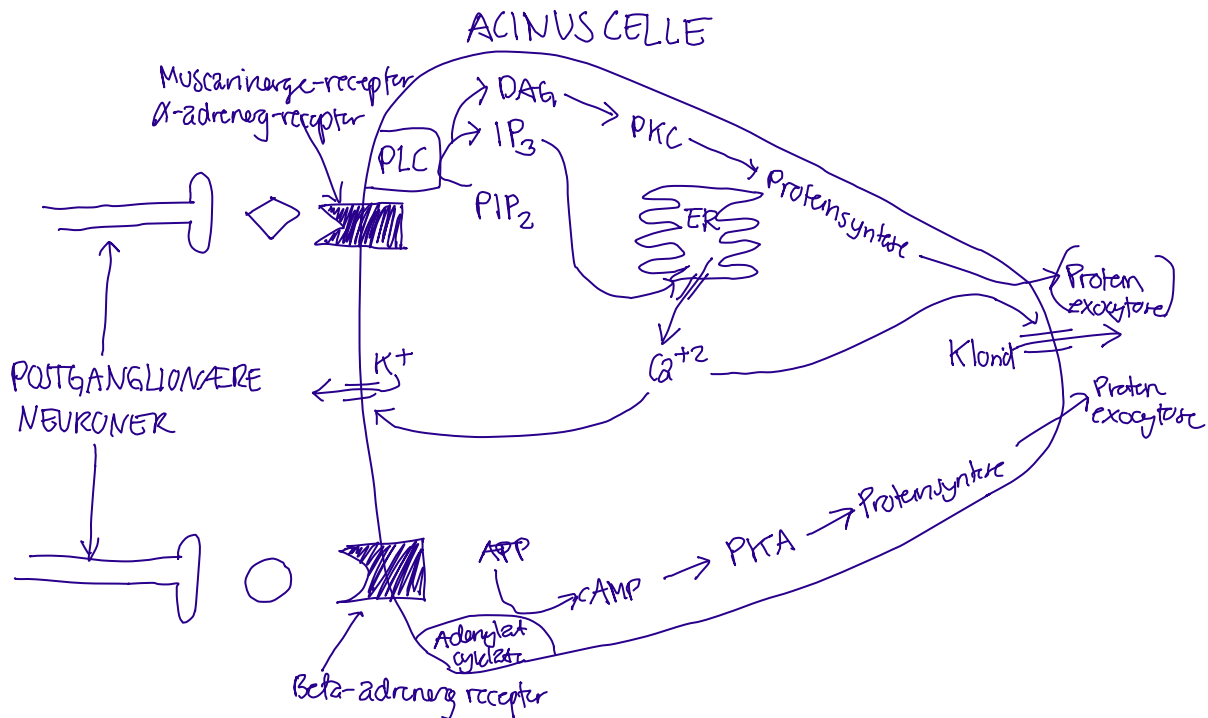 ACINUSCELLE
Muscarinerge-receptor
α-adrenerg-receptor
PLC
DAG
IP3
PIP2
PKC
Proteinsyntese
ER
(Protein
exocytose)
Klorid
K+
Ca+2
POSTGANGLIONÆRE
NEURONER
Protein
exocytose
Proteinsyntese
PKA
cAMP
APP
Adenylat
cyklase
Beta-adrenerg receptor